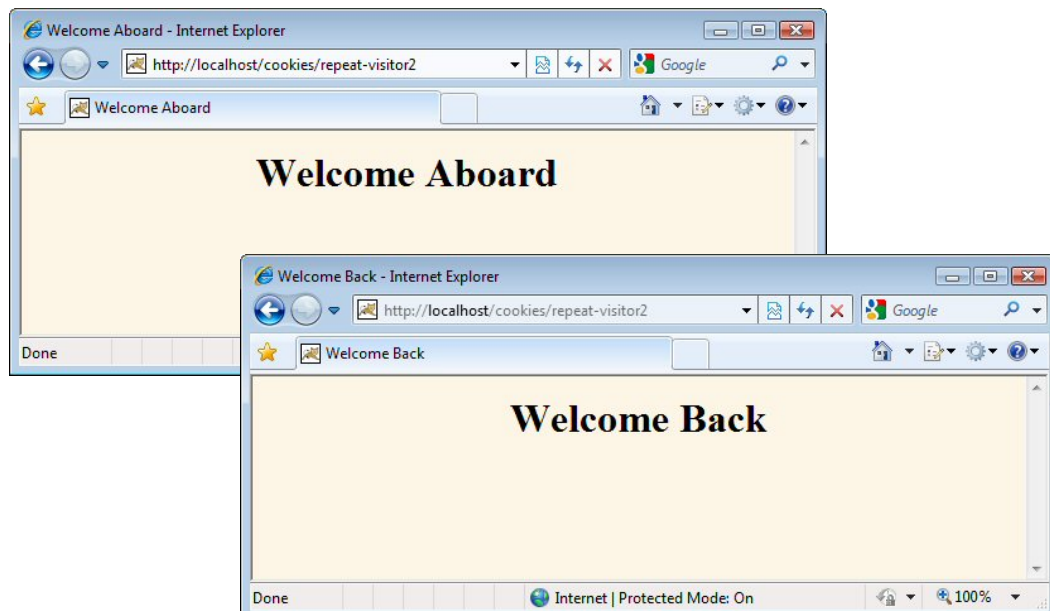 Welcome Aboard - Internet Explorer
http://localhost/cookies/repeat-visitor2
Google
Welcome Aboard
Welcome Aboard
Done
Welcome Back - Internet Explorer
http://localhost/cookies/repeat-visitor2
Google
Welcome Back
Welcome Back
Done
Internet | Protected Mode: On
100%